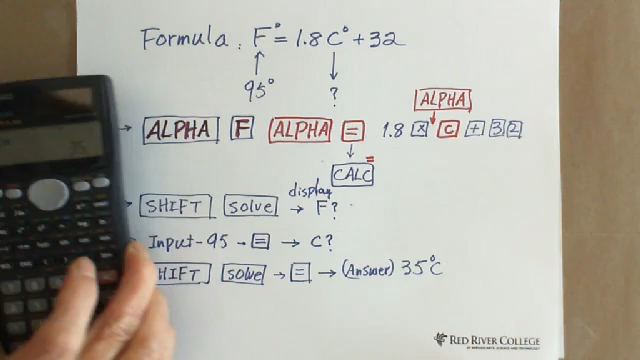 Formula: F° = 1.8 C° + 32
95°
?
ALPHA
ALPHA F ALPHA = 1.8 x C + 3 2
=
CALC
display
SHIFT solve → F?
Input - 95 - = → C?
SHIFT solve → = → (Answer) 35°C
RED RIVER COLLEGE